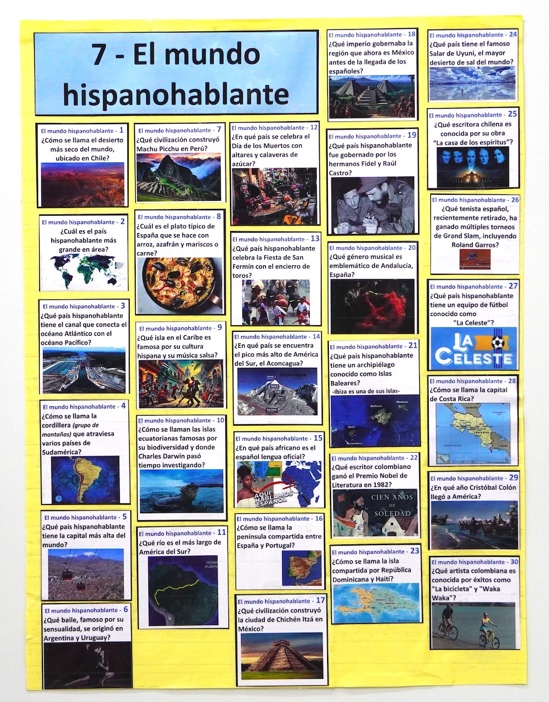 7 - El mundo
hispanohablante
El mundo hispanohablante - 1
¿Cómo se llama el desierto
más seco del mundo,
ubicado en Chile?
El mundo hispanohablante - 2
¿Cuál es el país
hispanohablante más
grande en área?
El mundo hispanohablante - 3
¿Qué país hispanohablante
tiene el canal que conecta el
océano Atlántico con el
océano Pacífico?
El mundo hispanohablante - 4
¿Cómo se llama la
cordillera (grupo de
montañas) que atraviesa
varios países de
Sudamérica?
El mundo hispanohablante - 5
¿Qué país hispanohablante
tiene la capital más alta del
mundo?
El mundo hispanohablante - 6
¿Qué baile, famoso por su
sensualidad, se originó en
Argentina y Uruguay?
El mundo hispanohablante - 7
¿Qué civilización construyó
Machu Picchu en Perú?
El mundo hispanohablante - 8
¿Cuál es el plato típico de
España que se hace con
arroz, azafrán y mariscos o
carne?
El mundo hispanohablante - 9
¿Qué isla en el Caribe es
famosa por su cultura
hispana y su música salsa?
El mundo hispanohablante - 10
¿Cómo se llaman las islas
ecuatorianas famosas por
su biodiversidad y donde
Charles Darwin pasó
tiempo investigando?
El mundo hispanohablante - 11
¿Qué río es el más largo de
América del Sur?
El mundo hispanohablante - 12
¿En qué país se celebra el
Día de los Muertos con
altares y calaveras de
azúcar?
El mundo hispanohablante - 13
¿Qué país hispanohablante
celebra la Fiesta de San
Fermín con el encierro de
toros?
El mundo hispanohablante - 14
¿En qué país se encuentra
el pico más alto de América
del Sur, el Aconcagua?
El mundo hispanohablante - 15
¿En qué país africano es el
español lengua oficial?
AQUÍ
HABLAMOS
ESPAÑOL
El mundo hispanohablante - 16
¿Cómo se llama la
península compartida entre
España y Portugal?
El mundo hispanohablante - 17
¿Qué civilización construyó
la ciudad de Chichén Itzá en
México?
El mundo hispanohablante - 18
¿Qué imperio gobernaba la
región que ahora es México
antes de la llegada de los
españoles?
El mundo hispanohablante - 19
¿Qué país hispanohablante
fue gobernado por los
hermanos Fidel y Raúl
Castro?
El mundo hispanohablante - 20
¿Qué género musical es
emblemático de Andalucía,
España?
El mundo hispanohablante - 21
¿Qué país hispanohablante
tiene un archipiélago
conocido como Islas
Baleares?
-Ibiza es una de sus islas-
El mundo hispanohablante - 22
¿Qué escritor colombiano
ganó el Premio Nobel de
Literatura en 1982?
CIEN AÑOS
DE
SOLEDAD
El mundo hispanohablante - 23
¿Cómo se llama la isla
compartida por República
Dominicana y Haití?
El mundo hispanohablante - 24
¿Qué país tiene el famoso
Salar de Uyuni, el mayor
desierto de sal del mundo?
El mundo hispanohablante - 25
¿Qué escritora chilena es
conocida por su obra
"La casa de los espíritus"?
El mundo hispanohablante - 26
¿Qué tenista español,
recientemente retirado, ha
ganado múltiples torneos
de Grand Slam, incluyendo
Roland Garros?
El mundo hispanohablante - 27
¿Qué país hispanohablante
tiene un equipo de fútbol
conocido como
"La Celeste"?
LA
CELESTE
El mundo hispanohablante - 28
¿Cómo se llama la capital
de Costa Rica?
El mundo hispanohablante - 29
¿En qué año Cristóbal Colón
llegó a América?
El mundo hispanohablante - 30
¿Qué artista colombiana es
conocida por éxitos como
"La bicicleta" y "Waka
Waka"?